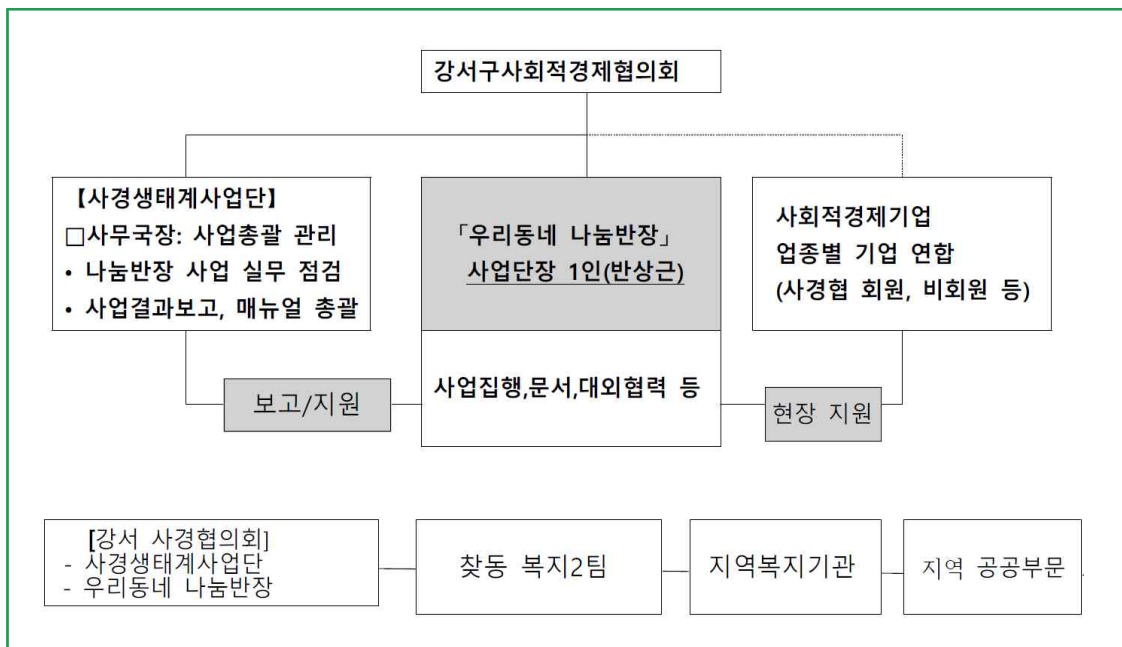 강서구사회적경제협의회
【사경생태계사업단】
□사무국장: 사업총괄 관리
• 나눔반장 사업 실무 점검
• 사업결과보고, 매뉴얼 총괄
「우리동네 나눔반장」
사업단장 1인(반상근)
사회적경제기업
업종별 기업 연합
(사경협 회원, 비회원 등)
보고/지원
사업집행,문서,대외협력 등
현장 지원
[강서 사경협의회]
- 사경생태계사업단
- 우리동네 나눔반장
찾동 복지2팀
지역복지기관
지역 공공부문